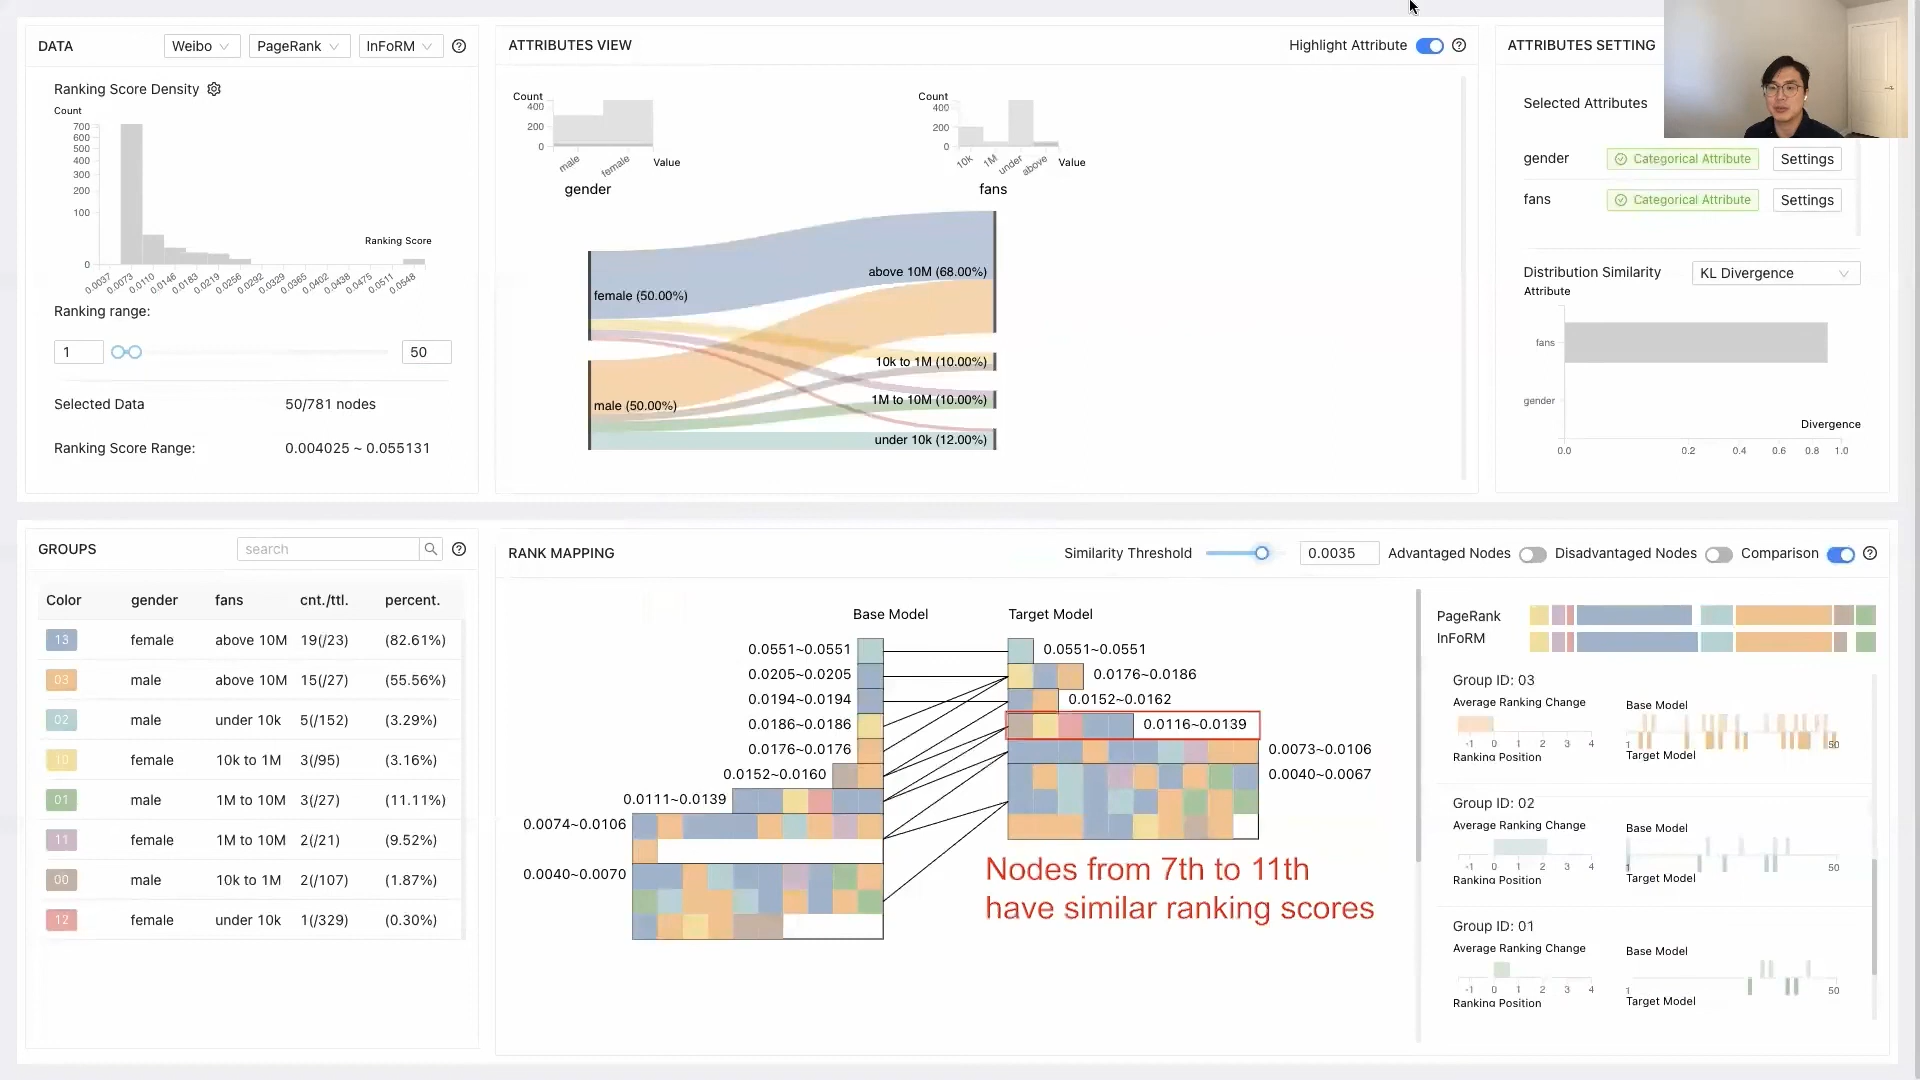 DATA
Weibo
PageRank
InFoRM
Ranking Score Density
Count
700
600
500
400
300
200
100
0
Ranking Score
0.0037
0.0073
0.0110
0.0146
0.0183
0.0219
0.0256
0.0292
0.0329
0.0365
0.0402
0.0438
0.0475
0.0511
0.0548
Ranking range:
1
50
Selected Data
50/781 nodes
Ranking Score Range:
0.004025 ~ 0.055131
ATTRIBUTES VIEW
Highlight Attribute
Count
400
200
0
male
female
Value
gender
Count
400
200
0
10k
1M
under
above
Value
fans
female (50.00%)
male (50.00%)
above 10M (68.00%)
10k to 1M (10.00%)
1M to 10M (10.00%)
under 10k (12.00%)
ATTRIBUTES SETTING
Selected Attributes
gender
Categorical Attribute
Settings
fans
Categorical Attribute
Settings
Distribution Similarity
KL Divergence
Attribute
fans
gender
Divergence
0.0
0.2
0.4
0.6
0.8
1.0
GROUPS
search
Color gender fans cnt./ttl. percent.
13 female above 10M 19(/23) (82.61%)
03 male above 10M 15(/27) (55.56%)
02 male under 10k 5(/152) (3.29%)
10 female 10k to 1M 3(/95) (3.16%)
01 male 1M to 10M 3(/27) (11.11%)
11 female 1M to 10M 2(/21) (9.52%)
00 male 10k to 1M 2(/107) (1.87%)
12 female under 10k 1(/329) (0.30%)
RANK MAPPING
Similarity Threshold
0.0035
Advantaged Nodes
Disadvantaged Nodes
Comparison
Base Model
Target Model
0.0551~0.0551
0.0205~0.0205
0.0194~0.0194
0.0186~0.0186
0.0176~0.0176
0.0152~0.0160
0.0111~0.0139
0.0074~0.0106
0.0040~0.0070
0.0551~0.0551
0.0176~0.0186
0.0152~0.0162
0.0116~0.0139
0.0073~0.0106
0.0040~0.0067
Nodes from 7th to 11th
have similar ranking scores
PageRank
InFoRM
Group ID: 03
Average Ranking Change
-1 0 1 2 3 4
Ranking Position
Base Model
1 50
Target Model
Group ID: 02
Average Ranking Change
-1 0 1 2 3 4
Ranking Position
Base Model
1 50
Target Model
Group ID: 01
Average Ranking Change
-1 0 1 2 3 4
Ranking Position
Base Model
1 50
Target Model